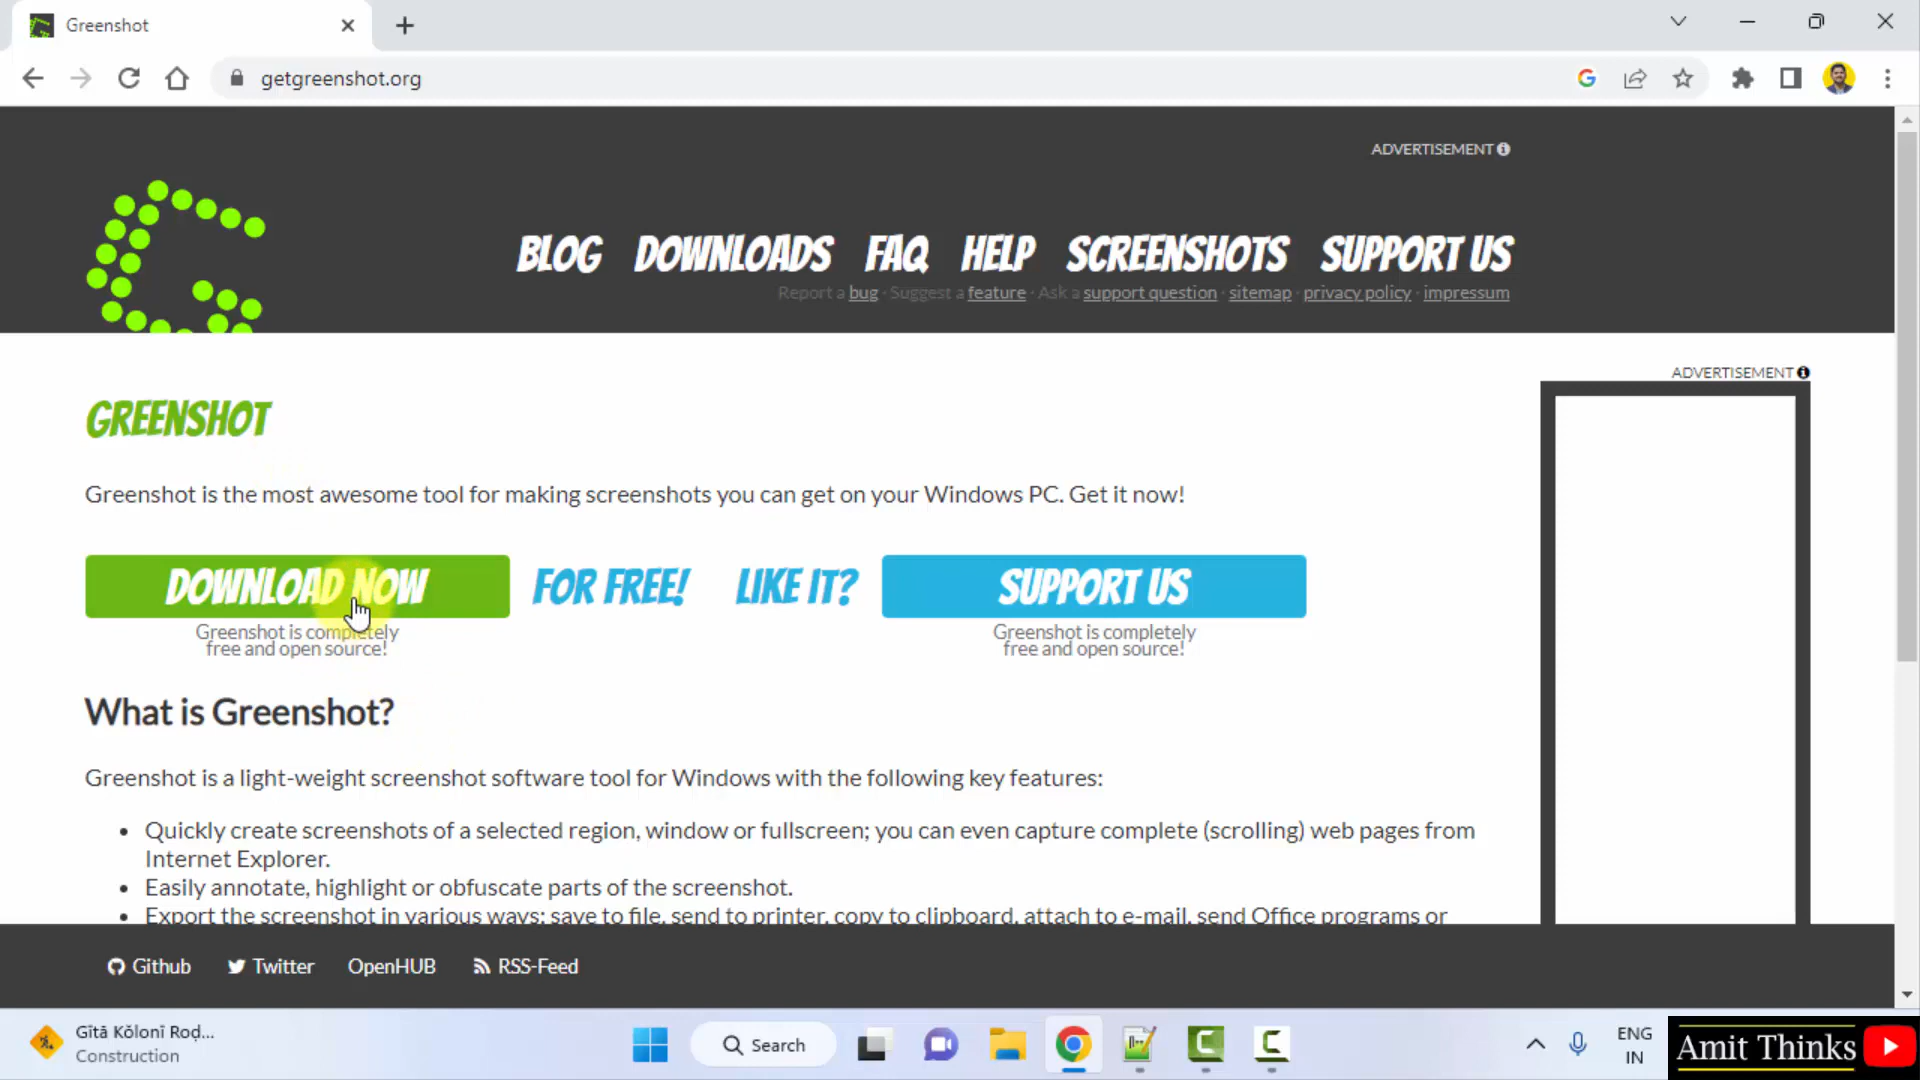 Greenshot
getgreenshot.org
ADVERTISEMENT
BLOG DOWNLOADS FAQ HELP SCREENSHOTS SUPPORT US
Report a bug · Suggest a feature · Ask a support question · sitemap · privacy policy · impressum
ADVERTISEMENT
GREENSHOT
Greenshot is the most awesome tool for making screenshots you can get on your Windows PC. Get it now!
DOWNLOAD NOW FOR FREE! LIKE IT? SUPPORT US
Greenshot is completely
free and open source!
Greenshot is completely
free and open source!
What is Greenshot?
Greenshot is a light-weight screenshot software tool for Windows with the following key features:
• Quickly create screenshots of a selected region, window or fullscreen; you can even capture complete (scrolling) web pages from
Internet Explorer.
• Easily annotate, highlight or obfuscate parts of the screenshot.
• Export the screenshot in various ways: save to file, send to printer, copy to clipboard, attach to e-mail, send Office programs or
Github Twitter OpenHUB RSS-Feed
Gītā Kŏlonī Roḍ...
Construction
Search
ENG
IN
Amit Thinks